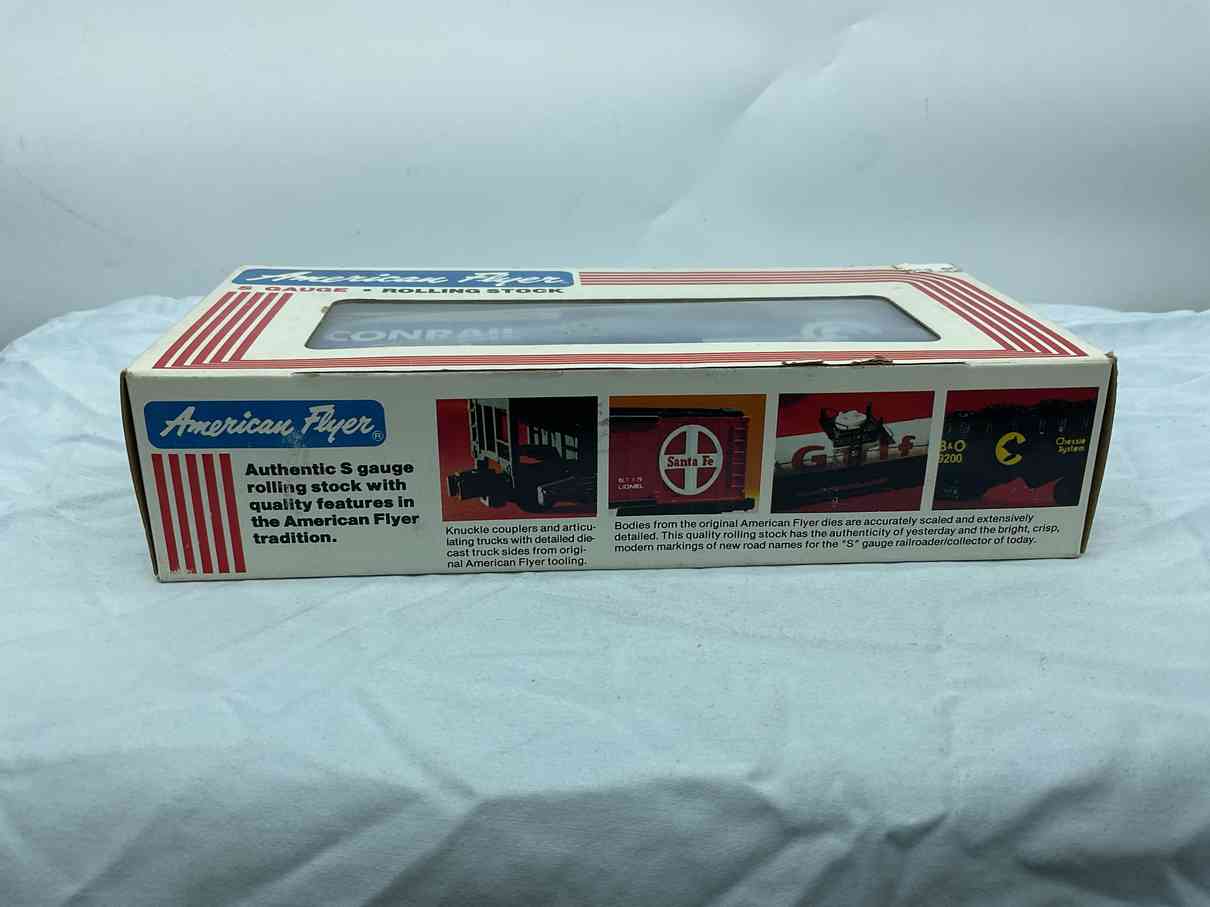 American Flyer
S GAUGE • ROLLING STOCK
CONRAIL
American Flyer®
Authentic S gauge
rolling stock with
quality features in
the American Flyer
tradition.
Santa Fe
LIONEL
Gulf
B&O
9200
C
Chessie
System
Knuckle couplers and articu-
lating trucks with detailed die-
cast truck sides from origi-
nal American Flyer tooling.
Bodies from the original American Flyer dies are accurately scaled and extensively
detailed. This quality rolling stock has the authenticity of yesterday and the bright, crisp,
modern markings of new road names for the "S" gauge railroader/collector of today.